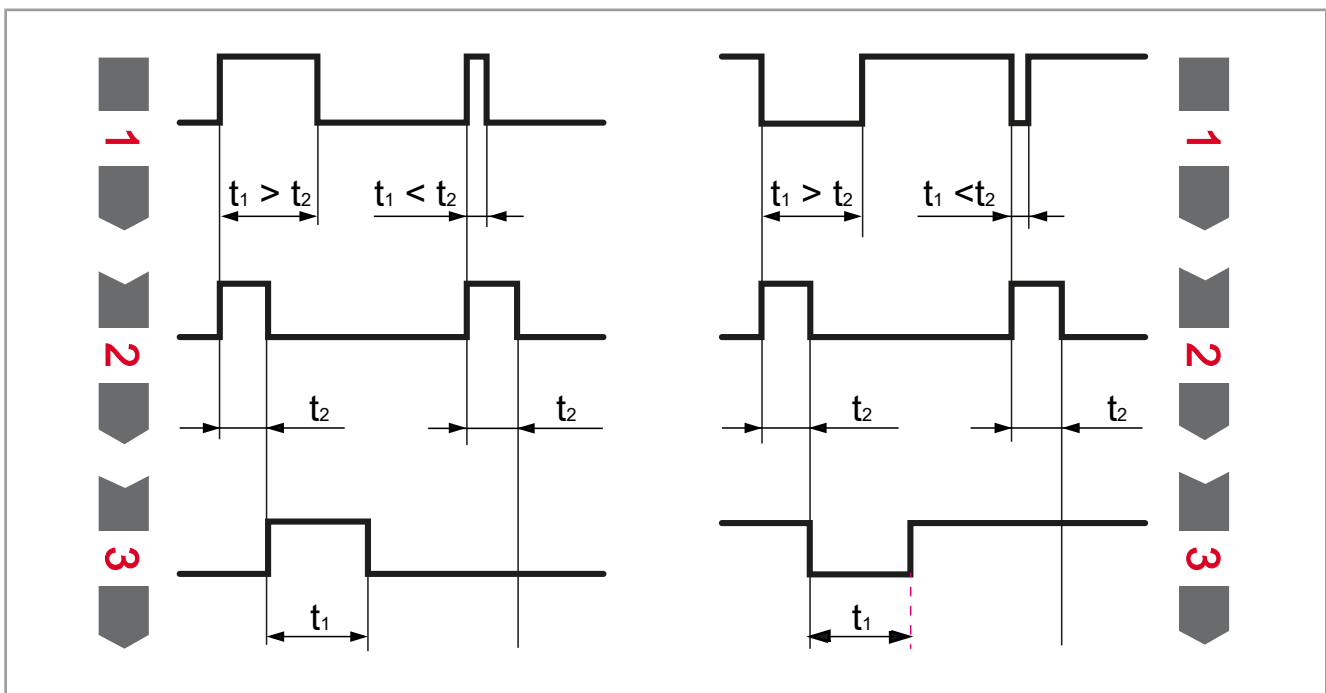 1
t₁ > t₂ t₁ < t₂
t₁ > t₂ t₁ <t₂
1
2
t₂ t₂
t₂ t₂
2
3
t₁
t₁
3